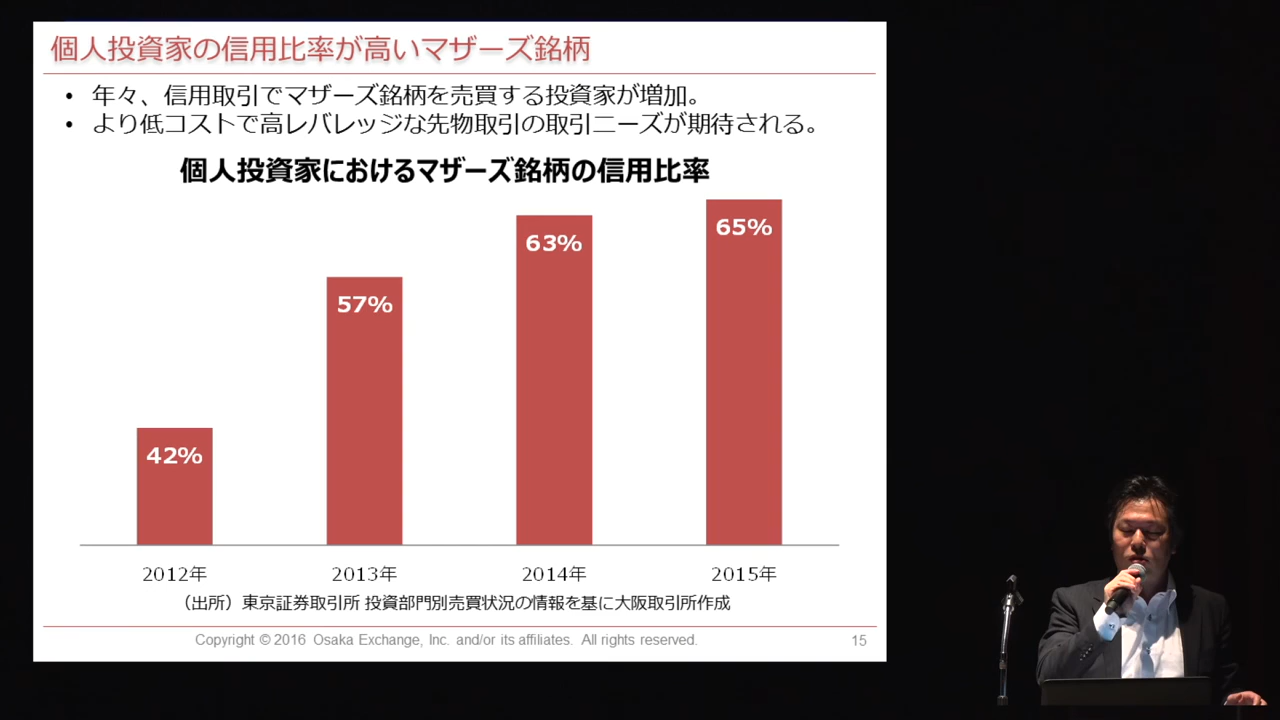 個人投資家の信用比率が高いマザーズ銘柄
• 年々、信用取引でマザーズ銘柄を売買する投資家が増加。
• より低コストで高レバレッジな先物取引の取引ニーズが期待される。
個人投資家におけるマザーズ銘柄の信用比率
42%
57%
63%
65%
2012年
2013年
2014年
2015年
（出所）東京証券取引所 投資部門別売買状況の情報を基に大阪取引所作成
Copyright © 2016 Osaka Exchange, Inc. and/or its affiliates. All rights reserved.
15